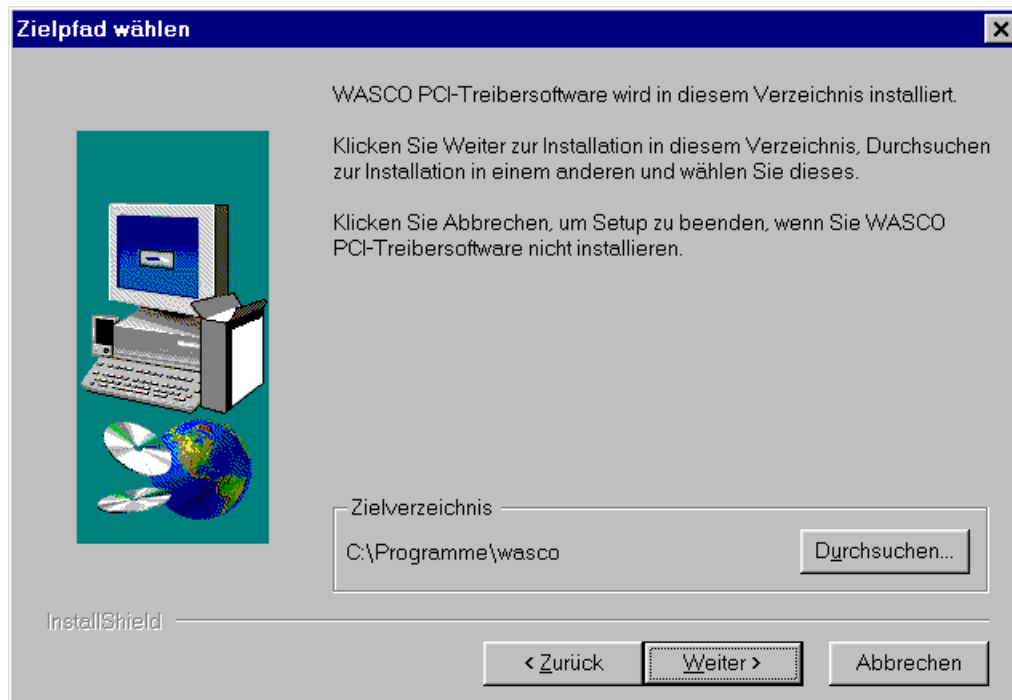 Zielpfad wählen
WASCO PCI-Treibersoftware wird in diesem Verzeichnis installiert.
Klicken Sie Weiter zur Installation in diesem Verzeichnis, Durchsuchen
zur Installation in einem anderen und wählen Sie dieses.
Klicken Sie Abbrechen, um Setup zu beenden, wenn Sie WASCO
PCI-Treibersoftware nicht installieren.
Zielverzeichnis
C:\Programme\wasco
Durchsuchen...
InstallShield
< Zurück
Weiter >
Abbrechen